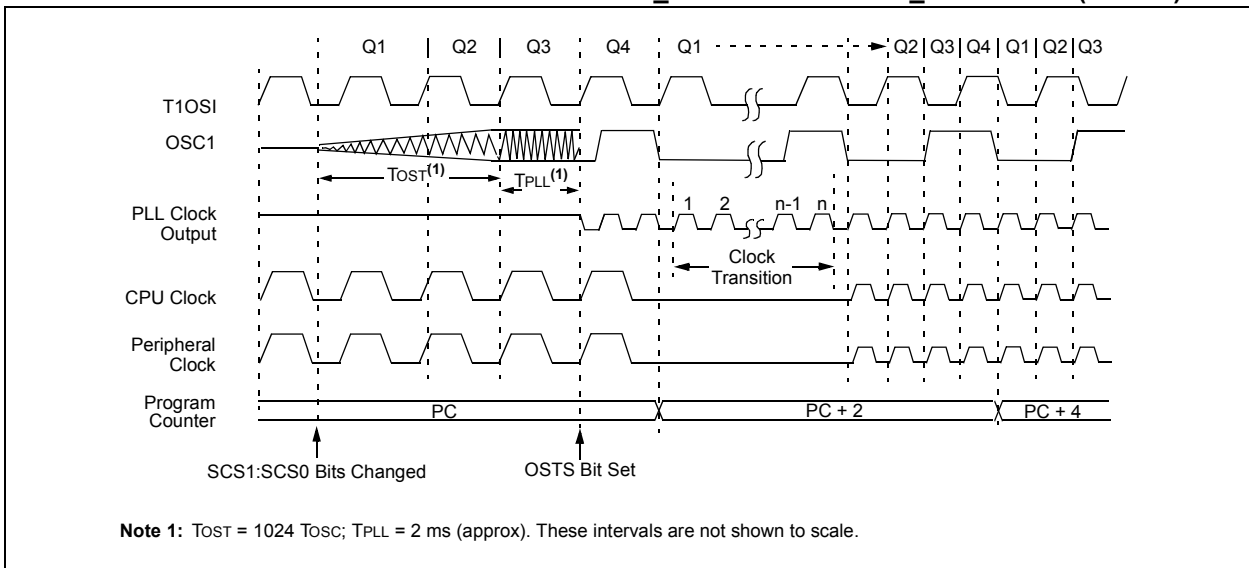 Q1 Q2 Q3 Q4 Q1 Q2 Q3 Q4 Q1 Q2 Q3
T1OSI
OSC1
TOST(1)
TPLL(1)
PLL Clock
Output
1 2 n-1 n
Clock
Transition
CPU Clock
Peripheral
Clock
Program
Counter
PC PC + 2 PC + 4
SCS1:SCS0 Bits Changed
OSTS Bit Set
Note 1: TOST = 1024 TOSC; TPLL = 2 ms (approx). These intervals are not shown to scale.